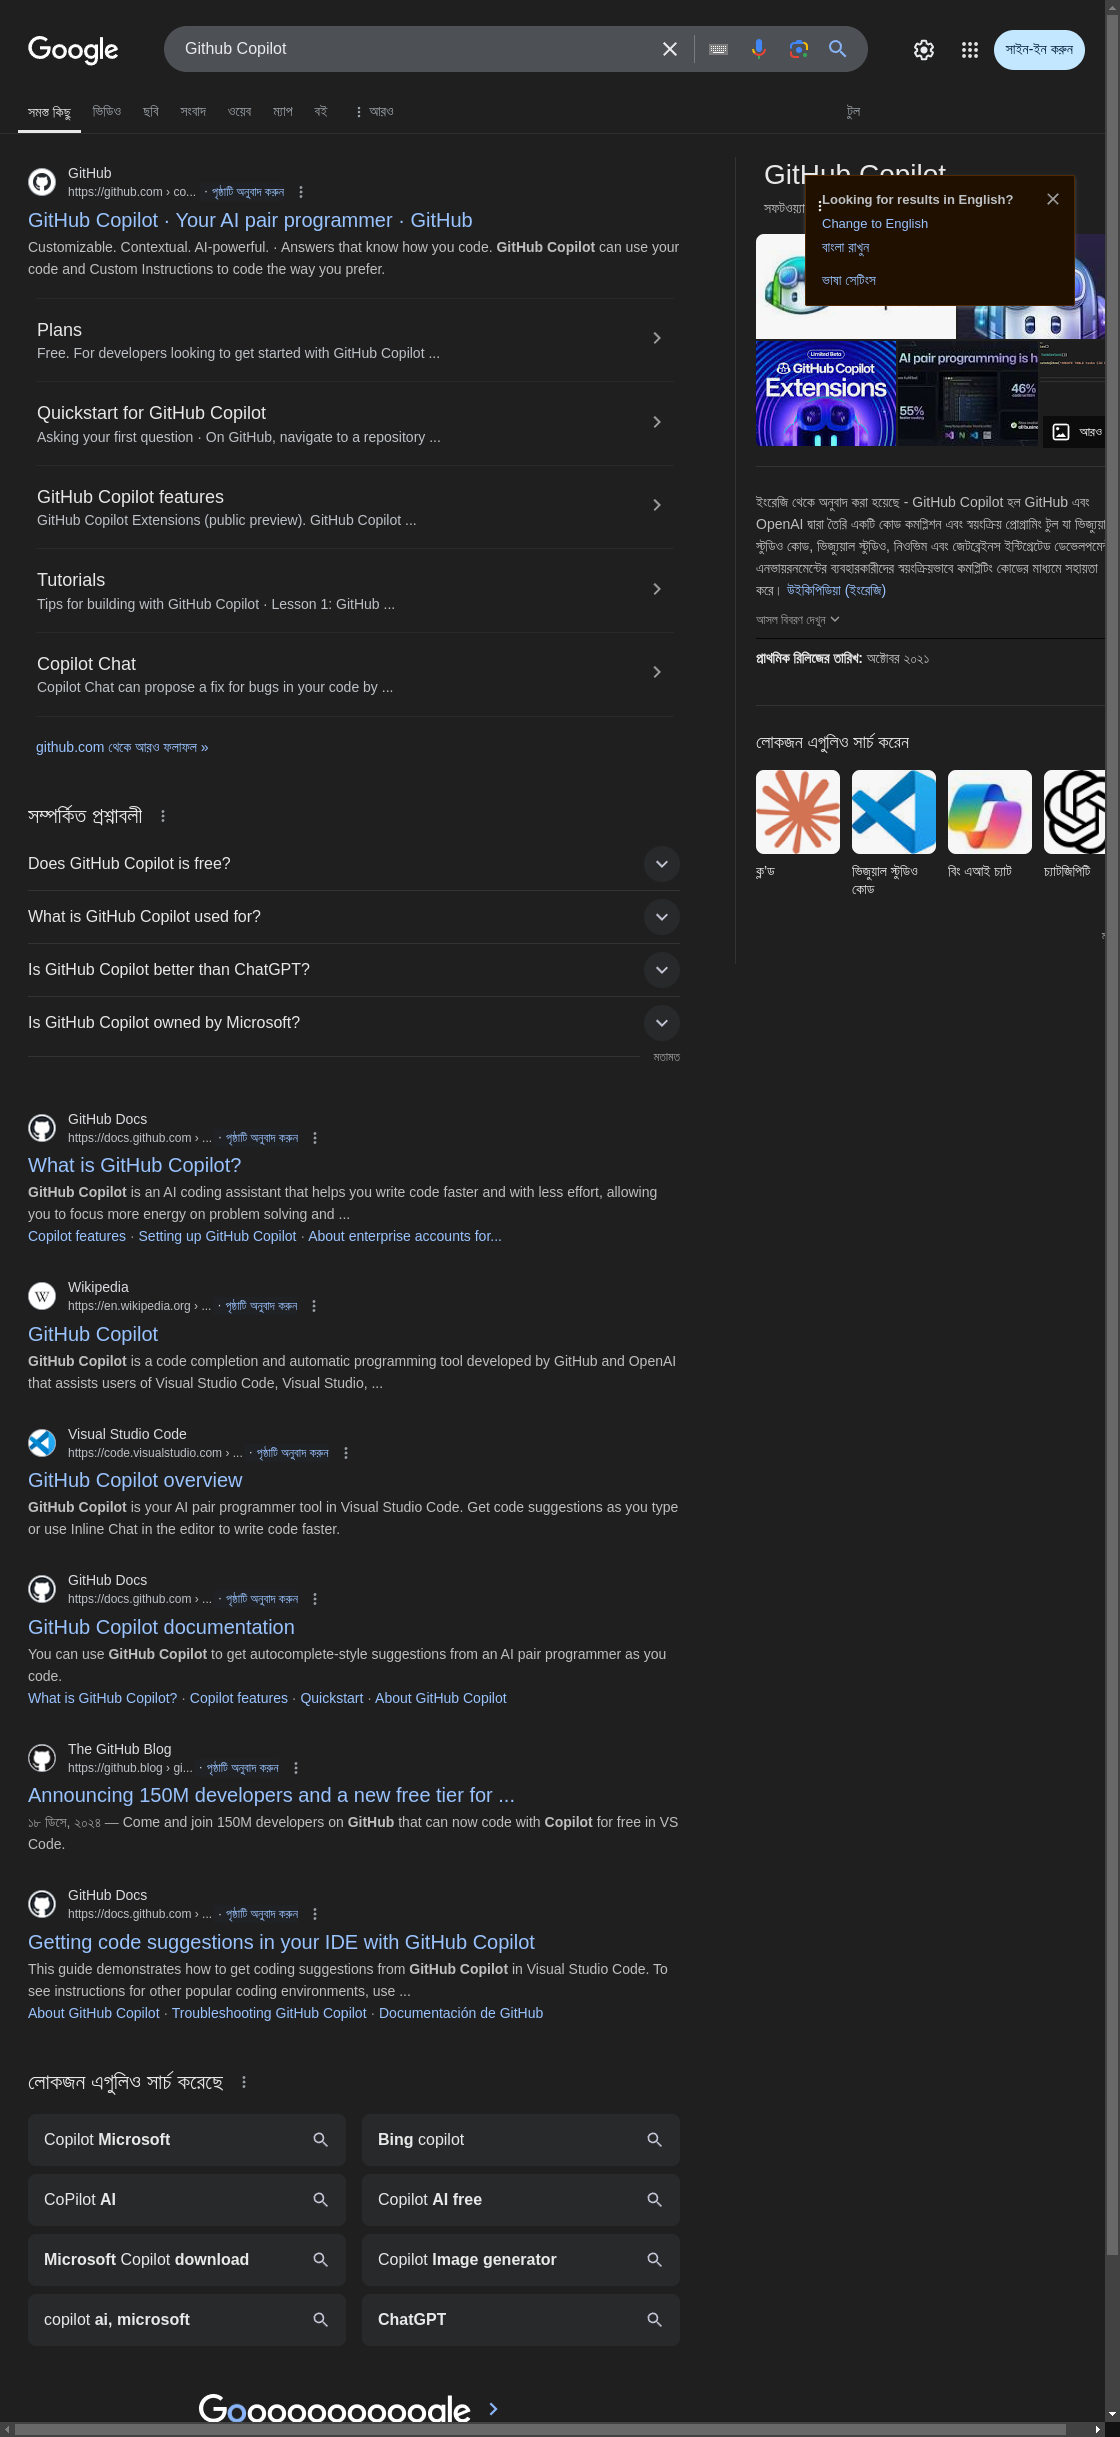 Google
Github Copilot
সাইন-ইন করুন
সমস্ত কিছু
ভিডিও
ছবি
সংবাদ
ওয়েব
ম্যাপ
বই
আরও
টুল
GitHub
https://github.com › co... · পৃষ্ঠাটি অনুবাদ করুন
GitHub Copilot · Your AI pair programmer · GitHub
Customizable. Contextual. AI-powerful. · Answers that know how you code. GitHub Copilot can use your
code and Custom Instructions to code the way you prefer.
Plans
Free. For developers looking to get started with GitHub Copilot ...
Quickstart for GitHub Copilot
Asking your first question · On GitHub, navigate to a repository ...
GitHub Copilot features
GitHub Copilot Extensions (public preview). GitHub Copilot ...
Tutorials
Tips for building with GitHub Copilot · Lesson 1: GitHub ...
Copilot Chat
Copilot Chat can propose a fix for bugs in your code by ...
github.com থেকে আরও ফলাফল »
সম্পর্কিত প্রশ্নাবলী
Does GitHub Copilot is free?
What is GitHub Copilot used for?
Is GitHub Copilot better than ChatGPT?
Is GitHub Copilot owned by Microsoft?
মতামত
GitHub Docs
https://docs.github.com › ... · পৃষ্ঠাটি অনুবাদ করুন
What is GitHub Copilot?
GitHub Copilot is an AI coding assistant that helps you write code faster and with less effort, allowing
you to focus more energy on problem solving and ...
Copilot features · Setting up GitHub Copilot · About enterprise accounts for...
Wikipedia
https://en.wikipedia.org › ... · পৃষ্ঠাটি অনুবাদ করুন
GitHub Copilot
GitHub Copilot is a code completion and automatic programming tool developed by GitHub and OpenAI
that assists users of Visual Studio Code, Visual Studio, ...
Visual Studio Code
https://code.visualstudio.com › ... · পৃষ্ঠাটি অনুবাদ করুন
GitHub Copilot overview
GitHub Copilot is your AI pair programmer tool in Visual Studio Code. Get code suggestions as you type
or use Inline Chat in the editor to write code faster.
GitHub Docs
https://docs.github.com › ... · পৃষ্ঠাটি অনুবাদ করুন
GitHub Copilot documentation
You can use GitHub Copilot to get autocomplete-style suggestions from an AI pair programmer as you
code.
What is GitHub Copilot? · Copilot features · Quickstart · About GitHub Copilot
The GitHub Blog
https://github.blog › gi... · পৃষ্ঠাটি অনুবাদ করুন
Announcing 150M developers and a new free tier for ...
১৮ ডিসে, ২০২৪ — Come and join 150M developers on GitHub that can now code with Copilot for free in VS
Code.
GitHub Docs
https://docs.github.com › ... · পৃষ্ঠাটি অনুবাদ করুন
Getting code suggestions in your IDE with GitHub Copilot
This guide demonstrates how to get coding suggestions from GitHub Copilot in Visual Studio Code. To
see instructions for other popular coding environments, use ...
About GitHub Copilot · Troubleshooting GitHub Copilot · Documentación de GitHub
লোকজন এগুলিও সার্চ করেছে
Copilot Microsoft
Bing copilot
CoPilot AI
Copilot AI free
Microsoft Copilot download
Copilot Image generator
copilot ai, microsoft
ChatGPT
Goooooooooogle
GitHub Copilot
Looking for results in English?
Change to English
বাংলা রাখুন
ভাষা সেটিংস
Limited Beta
GitHub Copilot
Extensions
AI pair programming is h
46%
55%
আরও
ইংরেজি থেকে অনুবাদ করা হয়েছে - GitHub Copilot হল GitHub এবং
OpenAI দ্বারা তৈরি একটি কোড কমপ্লিশন এবং স্বয়ংক্রিয় প্রোগ্রামিং টুল যা
স্টুডিও কোড, ভিজ্যুয়াল স্টুডিও, নিওভিম এবং জেটব্রেইনস ইন্টিগ্রেটেড
এনভায়রনমেন্টের ব্যবহারকারীদের স্বয়ংক্রিয়ভাবে কমপ্লিটিং কোডের মাধ্যমে সহায়তা
করে। উইকিপিডিয়া (ইংরেজি)
আসল বিবরণ দেখুন
প্রাথমিক রিলিজের তারিখ: অক্টোবর ২০২১
লোকজন এগুলিও সার্চ করেন
ক্ল'ড
ভিজুয়াল স্টুডিও
কোড
বিং এআই চ্যাট
চ্যাটজিপিটি